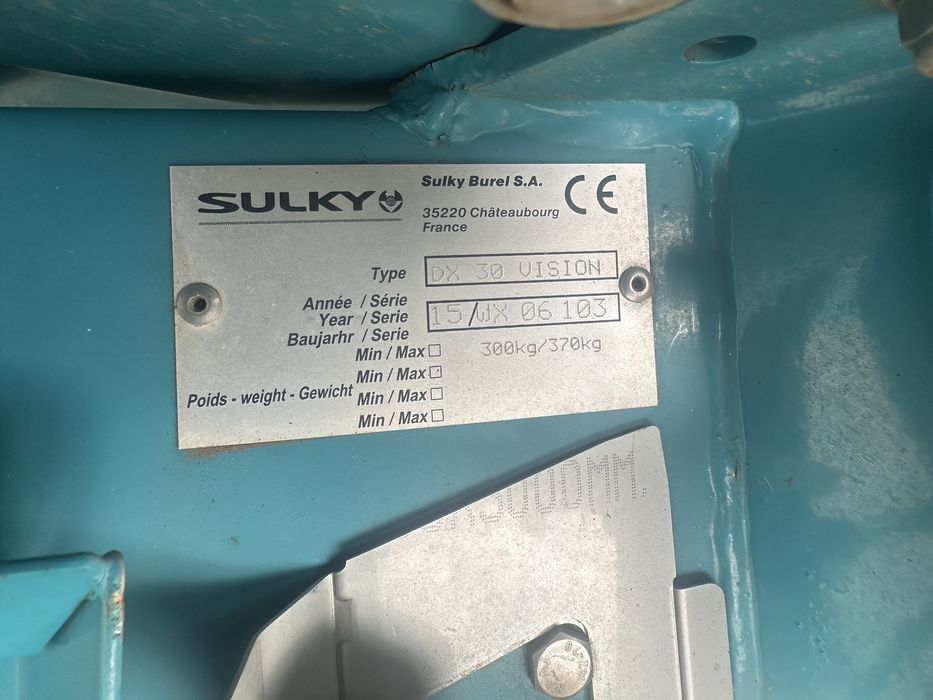 SULKY
Sulky Burel S.A.
35220 Châteaubourg
France
CE
Type DX 30 VISION
Année / Série
Year / Serie
Baujarhr / Serie
15/WX 06 103
Min / Max 300kg/370kg
Min / Max
Poids - weight - Gewicht Min / Max
Min / Max